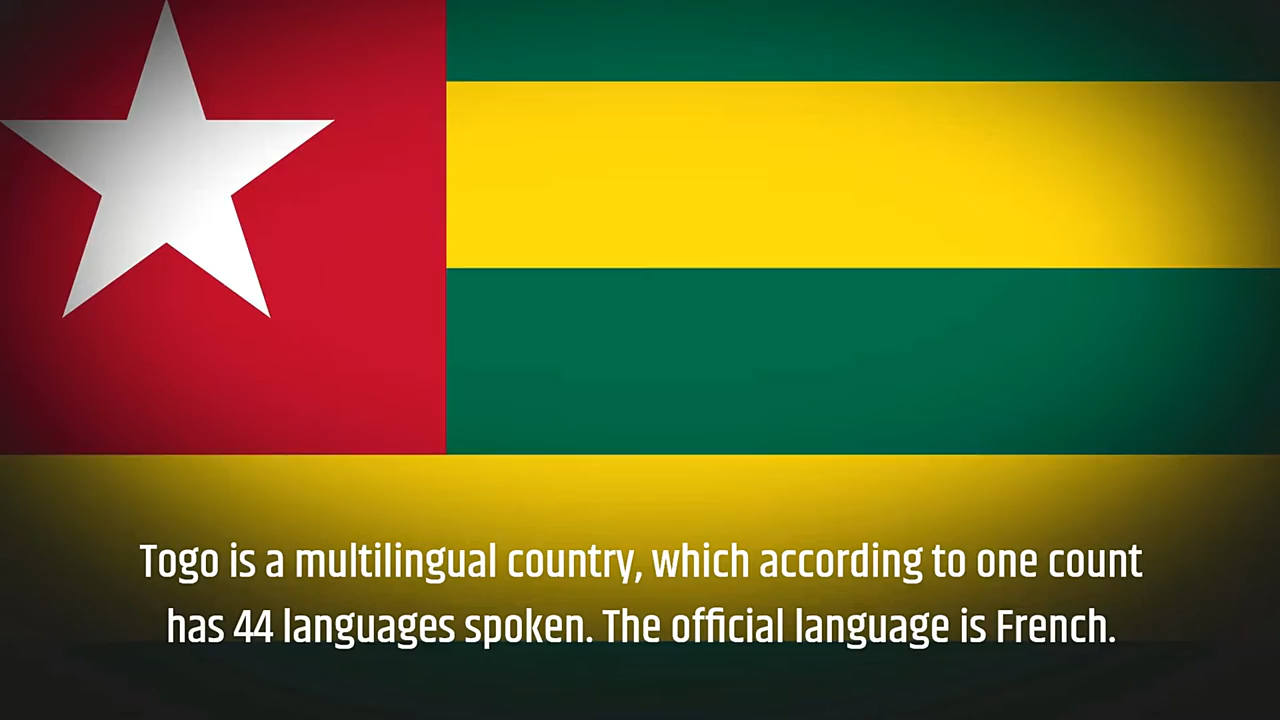 Togo is a multilingual country, which according to one count
has 44 languages spoken. The official language is French.